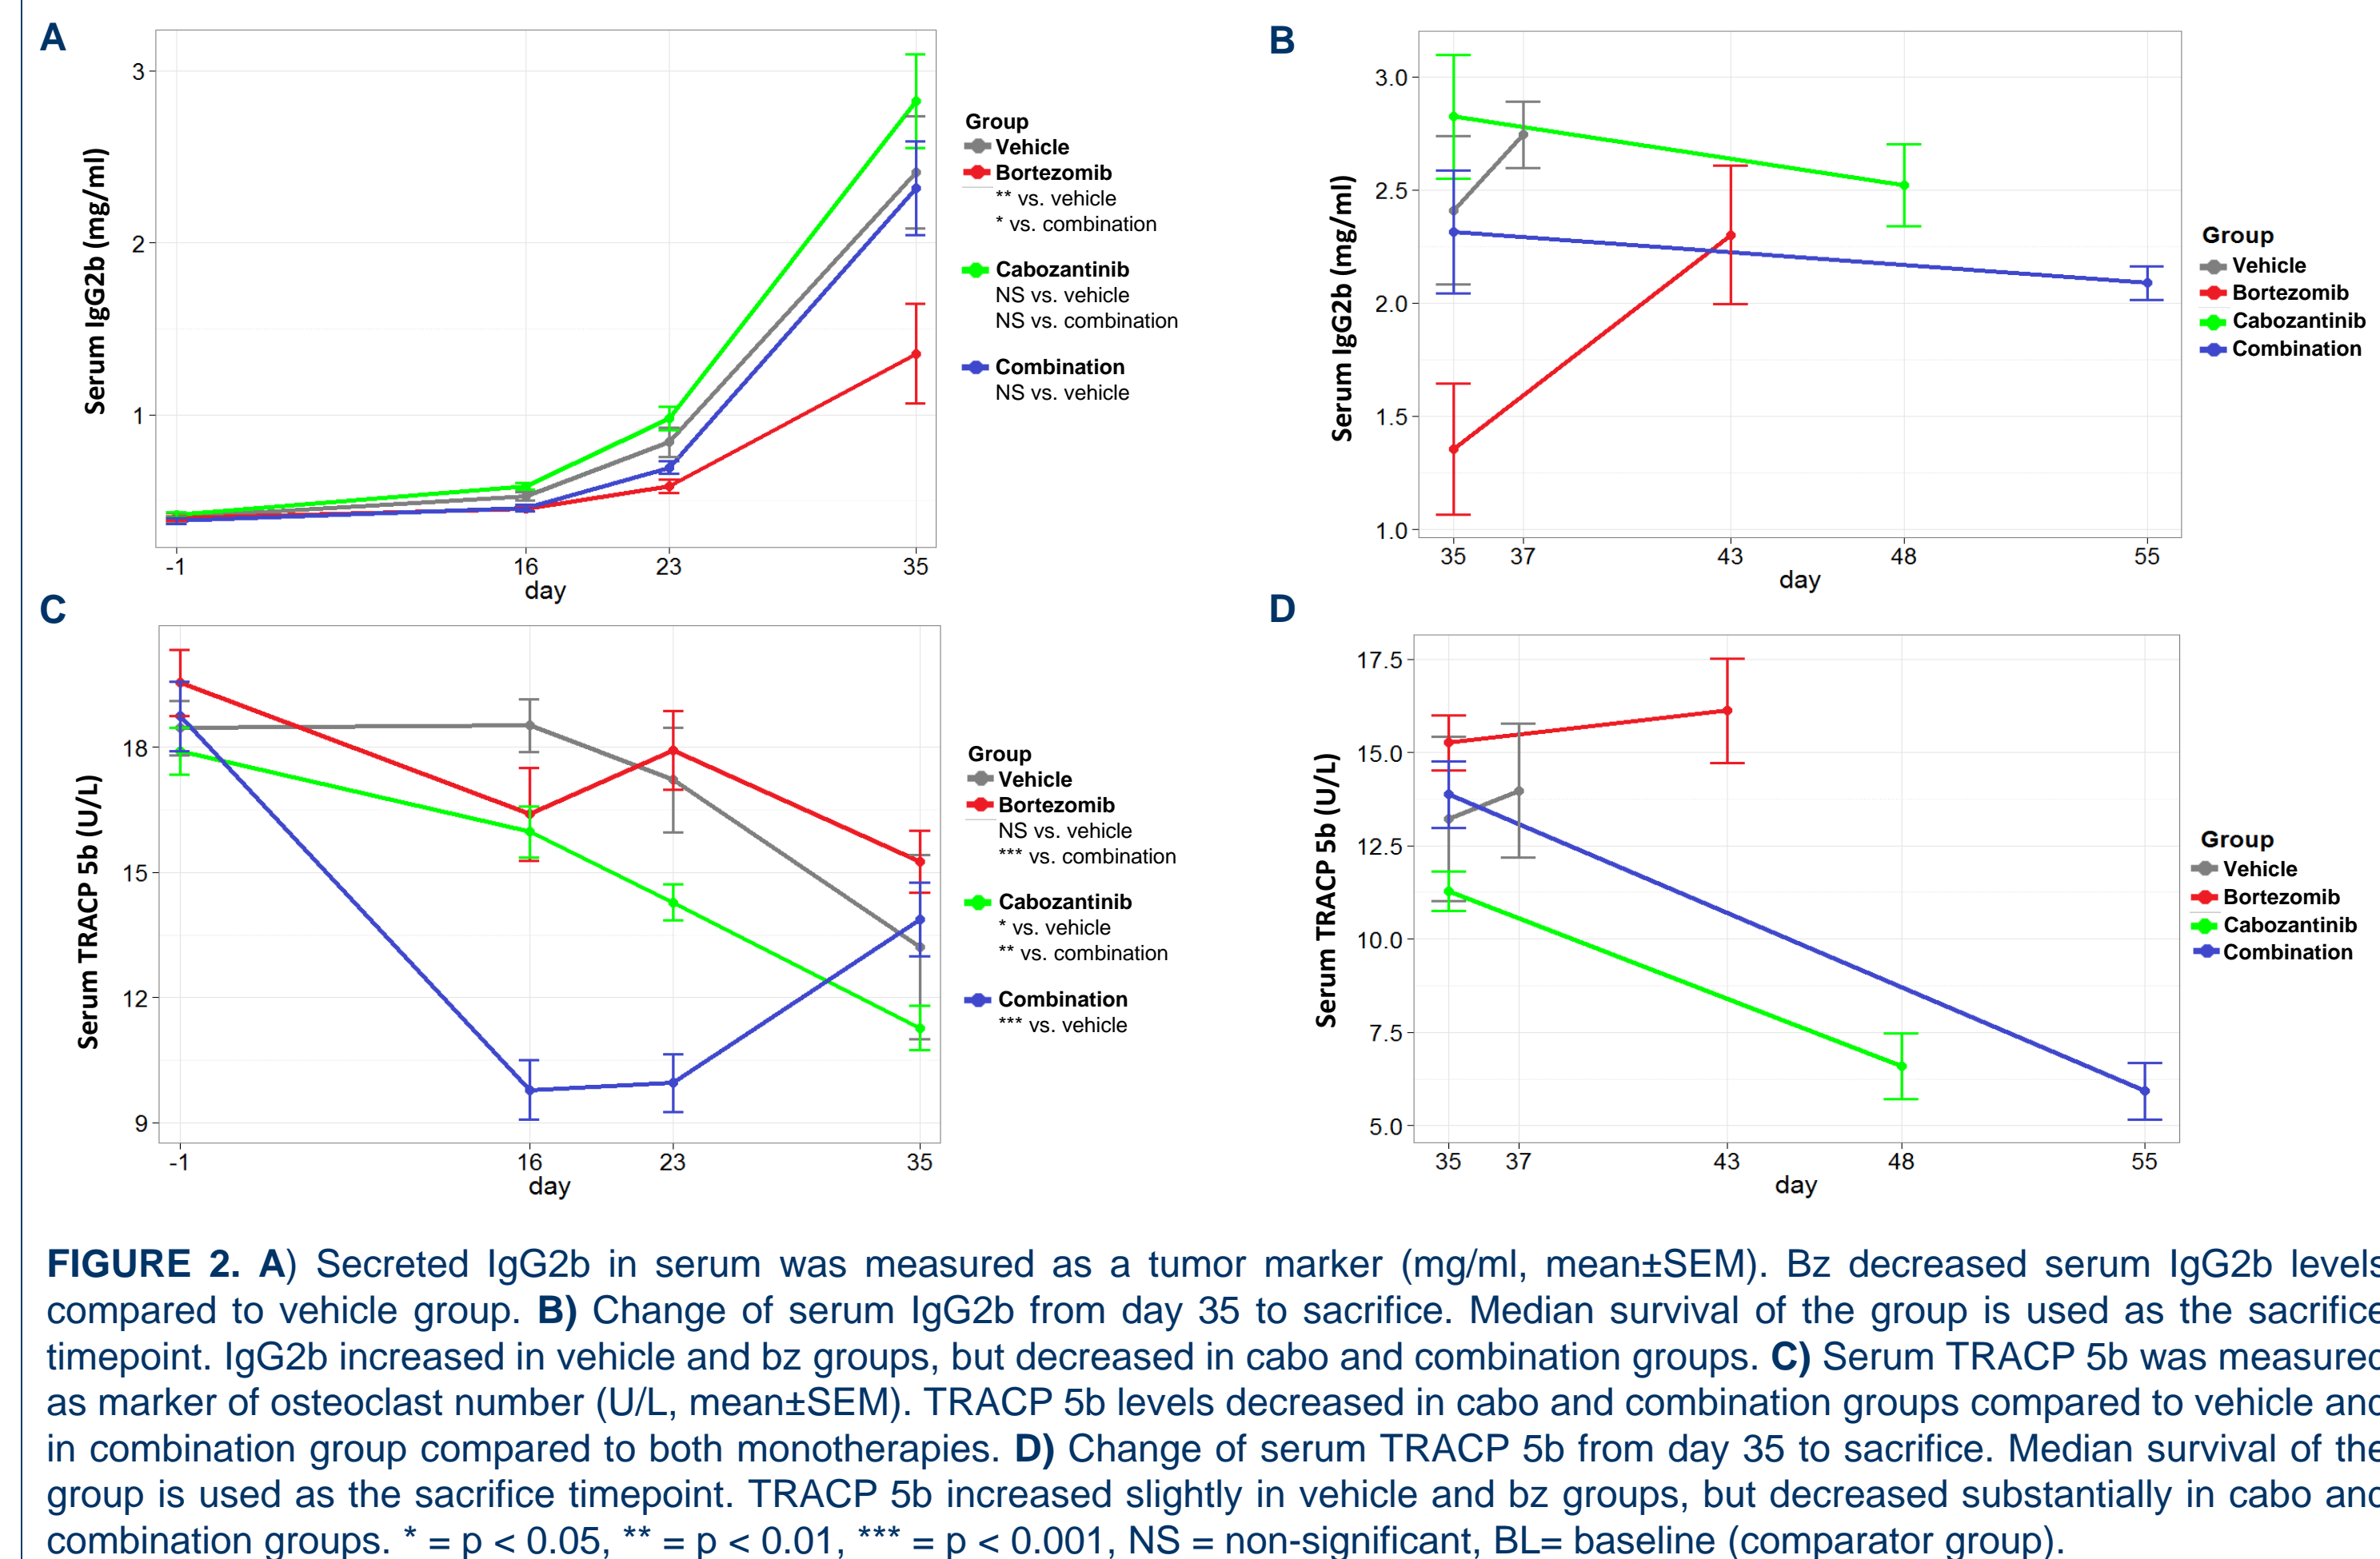 A
Serum IgG2b (mg/ml)
3
2
1
-1 16 23 35
day
Group
Vehicle
Bortezomib
** vs. vehicle
* vs. combination
Cabozantinib
NS vs. vehicle
NS vs. combination
Combination
NS vs. vehicle
B
Serum IgG2b (mg/ml)
3.0
2.5
2.0
1.5
1.0
35 37 43 48 55
day
Group
Vehicle
Bortezomib
Cabozantinib
Combination
C
Serum TRACP 5b (U/L)
18
15
12
9
-1 16 23 35
day
Group
Vehicle
Bortezomib
NS vs. vehicle
*** vs. combination
Cabozantinib
* vs. vehicle
** vs. combination
Combination
*** vs. vehicle
D
Serum TRACP 5b (U/L)
17.5
15.0
12.5
10.0
7.5
5.0
35 37 43 48 55
day
Group
Vehicle
Bortezomib
Cabozantinib
Combination
FIGURE 2. A) Secreted IgG2b in serum was measured as a tumor marker (mg/ml, mean±SEM). Bz decreased serum IgG2b levels
compared to vehicle group. B) Change of serum IgG2b from day 35 to sacrifice. Median survival of the group is used as the sacrifice
timepoint. IgG2b increased in vehicle and bz groups, but decreased in cabo and combination groups. C) Serum TRACP 5b was measured
as marker of osteoclast number (U/L, mean±SEM). TRACP 5b levels decreased in cabo and combination groups compared to vehicle and
in combination group compared to both monotherapies. D) Change of serum TRACP 5b from day 35 to sacrifice. Median survival of the
group is used as the sacrifice timepoint. TRACP 5b increased slightly in vehicle and bz groups, but decreased substantially in cabo and
combination groups. * = p < 0.05, ** = p < 0.01, *** = p < 0.001, NS = non-significant, BL= baseline (comparator group).